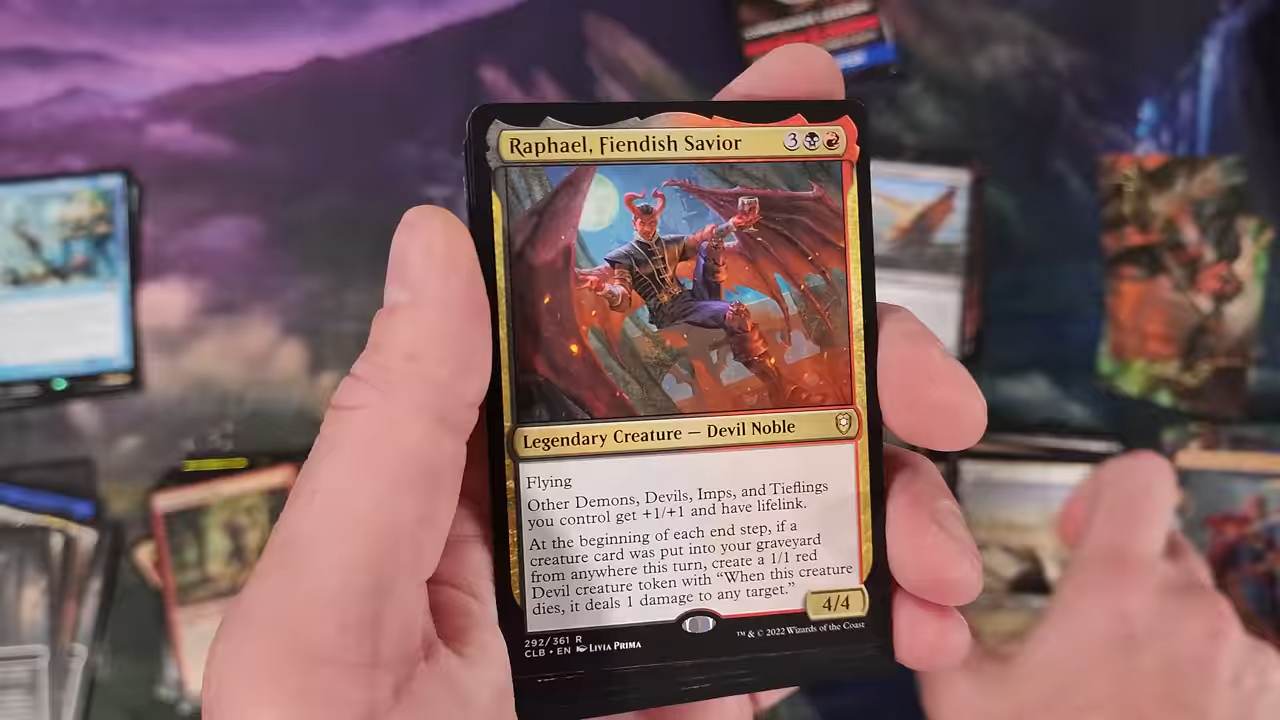 Raphael, Fiendish Savior 3
Legendary Creature — Devil Noble
Flying
Other Demons, Devils, Imps, and Tieflings
you control get +1/+1 and have lifelink.
At the beginning of each end step, if a
creature card was put into your graveyard
from anywhere this turn, create a 1/1 red
Devil creature token with “When this creature
dies, it deals 1 damage to any target.”
4/4
292/361 R
CLB • EN LIVIA PRIMA
™ & © 2022 Wizards of the Coast